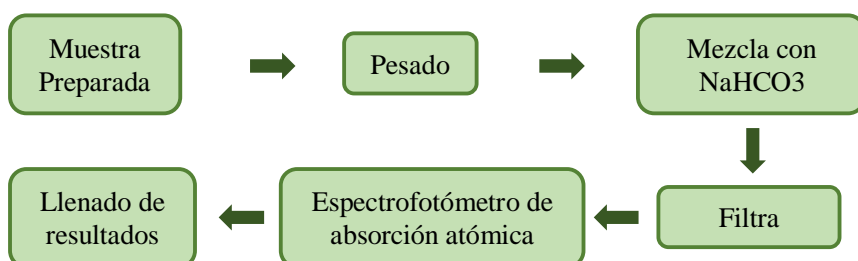 Muestra
Preparada
Pesado
Mezcla con
NaHCO3
Filtra
Espectrofotómetro de
absorción atómica
Llenado de
resultados